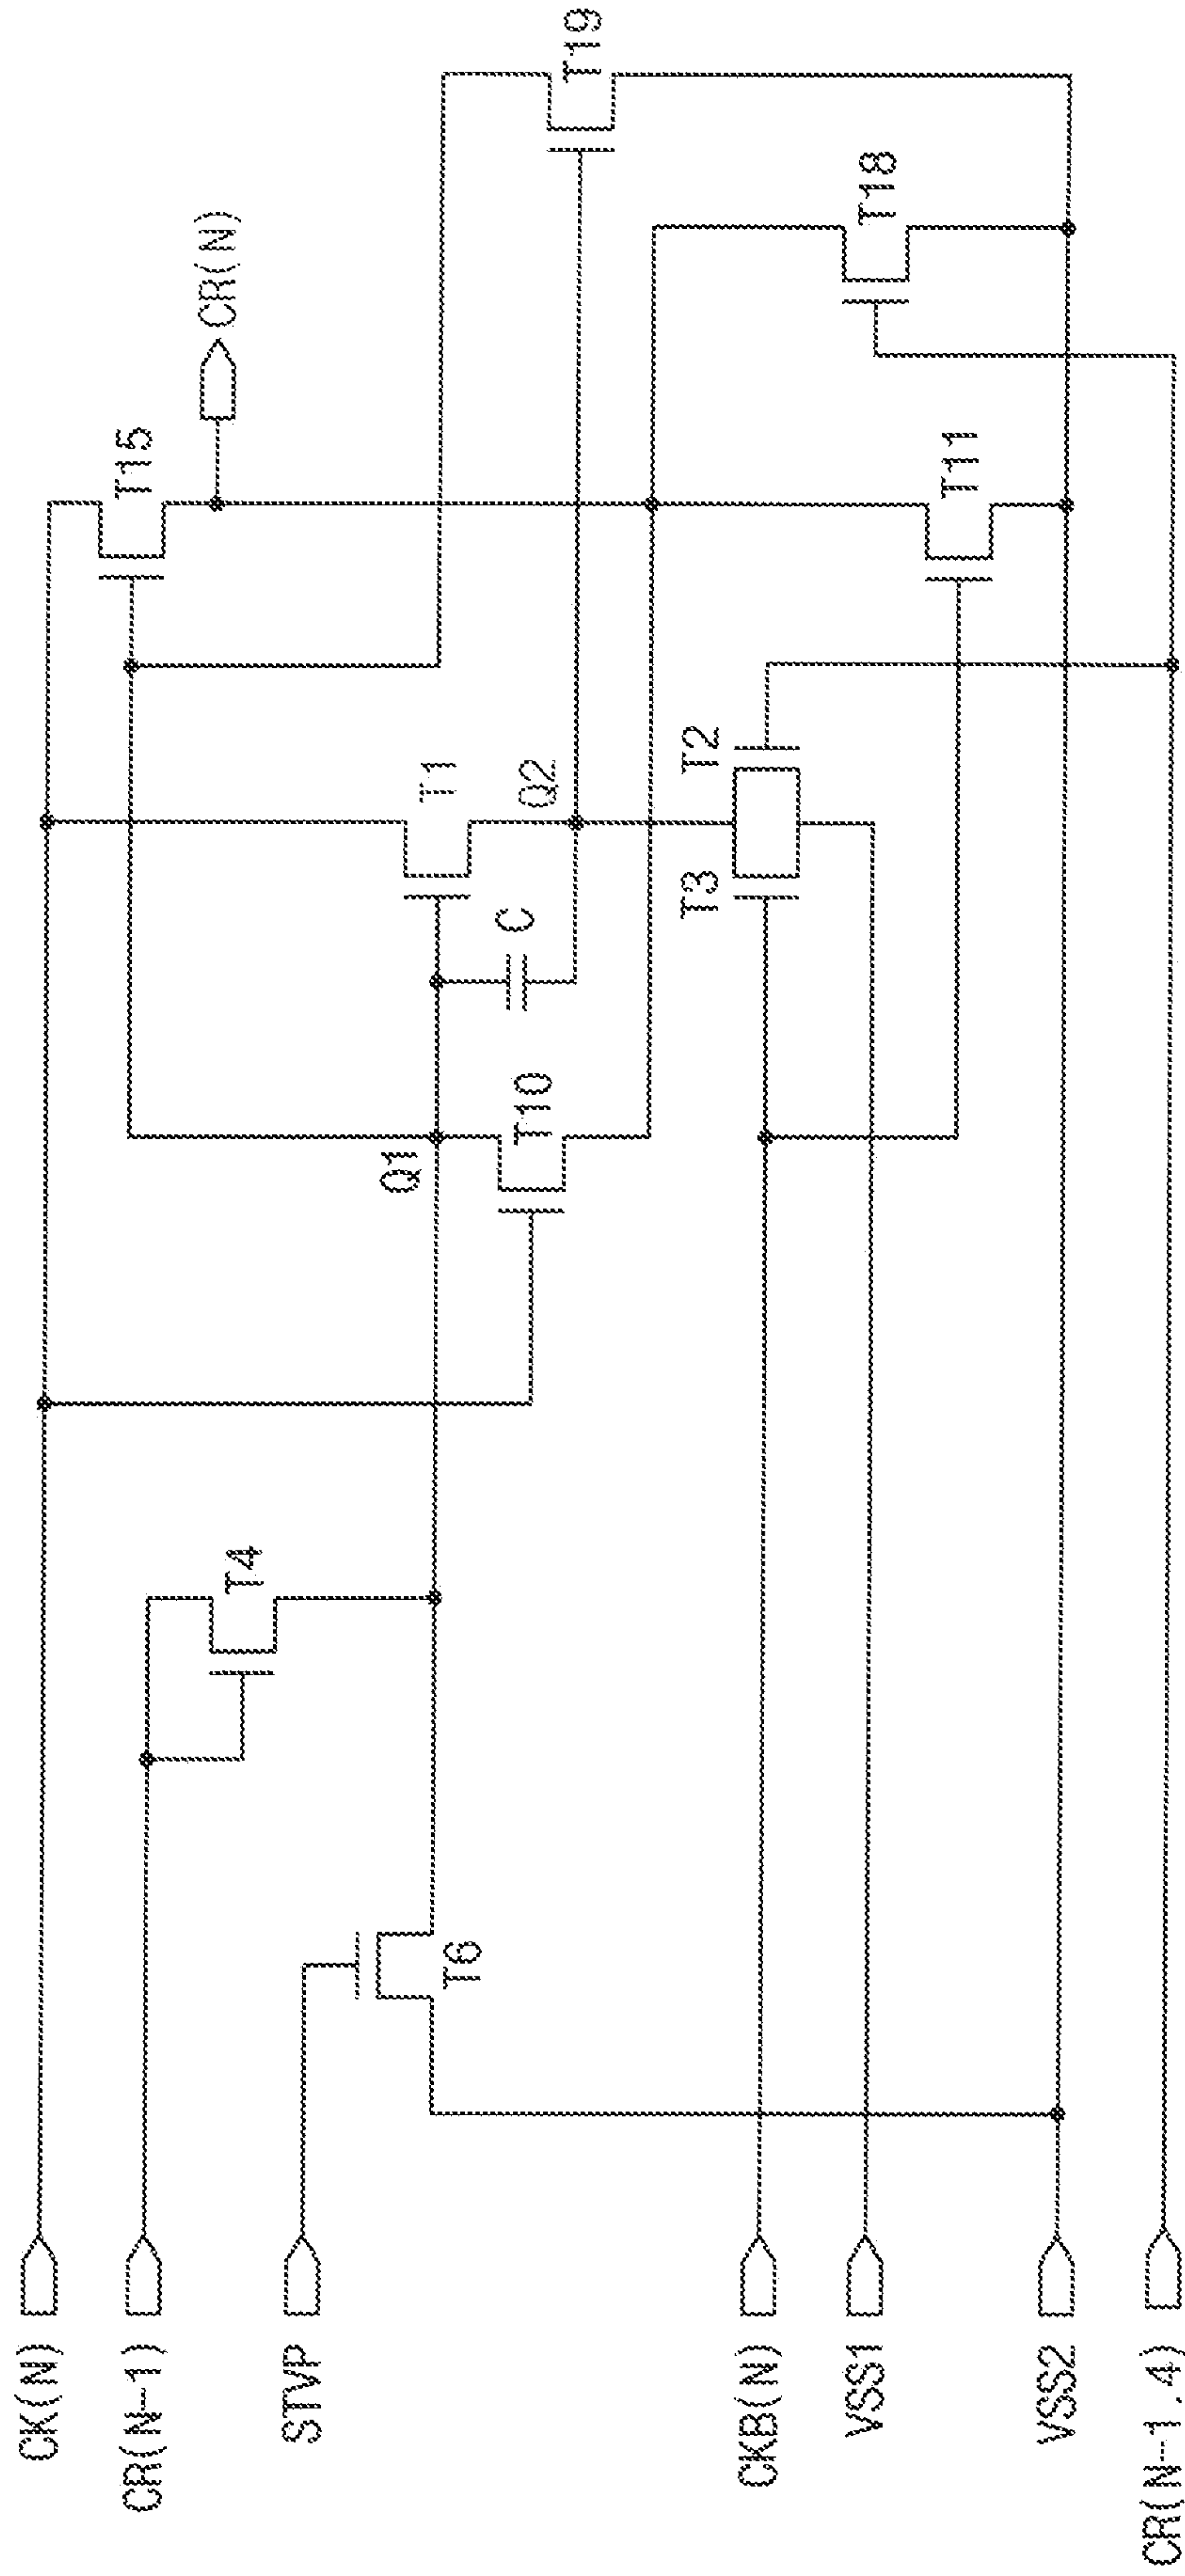 CK(N)
CR(N-1)
STVP
CKB(N)
VSS1
VSS2
CR(N-1.4)
T6
T4
Q1
T10
C
T1
Q2
T3
T2
T15
CR(N)
T11
T18
T19